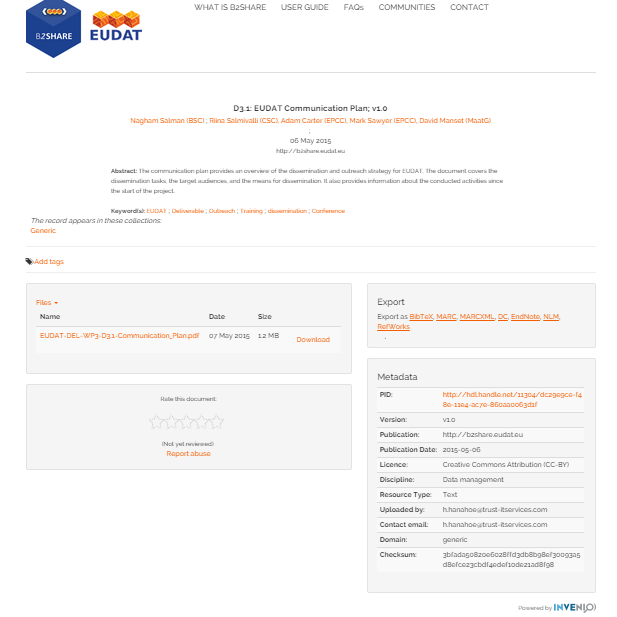 B2SHARE
EUDAT
WHAT IS B2SHARE USER GUIDE FAQs COMMUNITIES CONTACT
D3.1: EUDAT Communication Plan; v1.0
Nagham Salman (BSC) ; Riina Salmivalli (CSC), Adam Carter (EPCC), Mark Sawyer (EPCC), David Manset (MaatG)
;
06 May 2015
http://b2share.eudat.eu
Abstract: The communication plan provides an overview of the dissemination and outreach strategy for EUDAT. The document covers the
dissemination tasks, the target audiences, and the means for dissemination. It also provides information about the conducted activities since
the start of the project.
Keyword(s): EUDAT ; Deliverable ; Outreach ; Training ; dissemination ; Conference
The record appears in these collections:
Generic
Add tags
Files
Name Date Size
EUDAT-DEL-WP3-D3.1-Communication_Plan.pdf 07 May 2015 1.2 MB Download
Rate this document:
(Not yet reviewed)
Report abuse
Export
Export as BibTeX, MARC, MARCXML, DC, EndNote, NLM,
RefWorks
.
Metadata
PID: http://hdl.handle.net/11304/dc29e9ce-f4
8e-11e4-ac7e-860aa0063d1f
Version: v1.0
Publication: http://b2share.eudat.eu
Publication Date: 2015-05-06
Licence: Creative Commons Attribution (CC-BY)
Discipline: Data management
Resource Type: Text
Uploaded by: h.hanahoe@trust-itservices.com
Contact email: h.hanahoe@trust-itservices.com
Domain: generic
Checksum: 3bfada50820e6028ffd3db8b98ef30093a5
d8efce23cbdf4edef10de21ad8f98
Powered by INVENIO